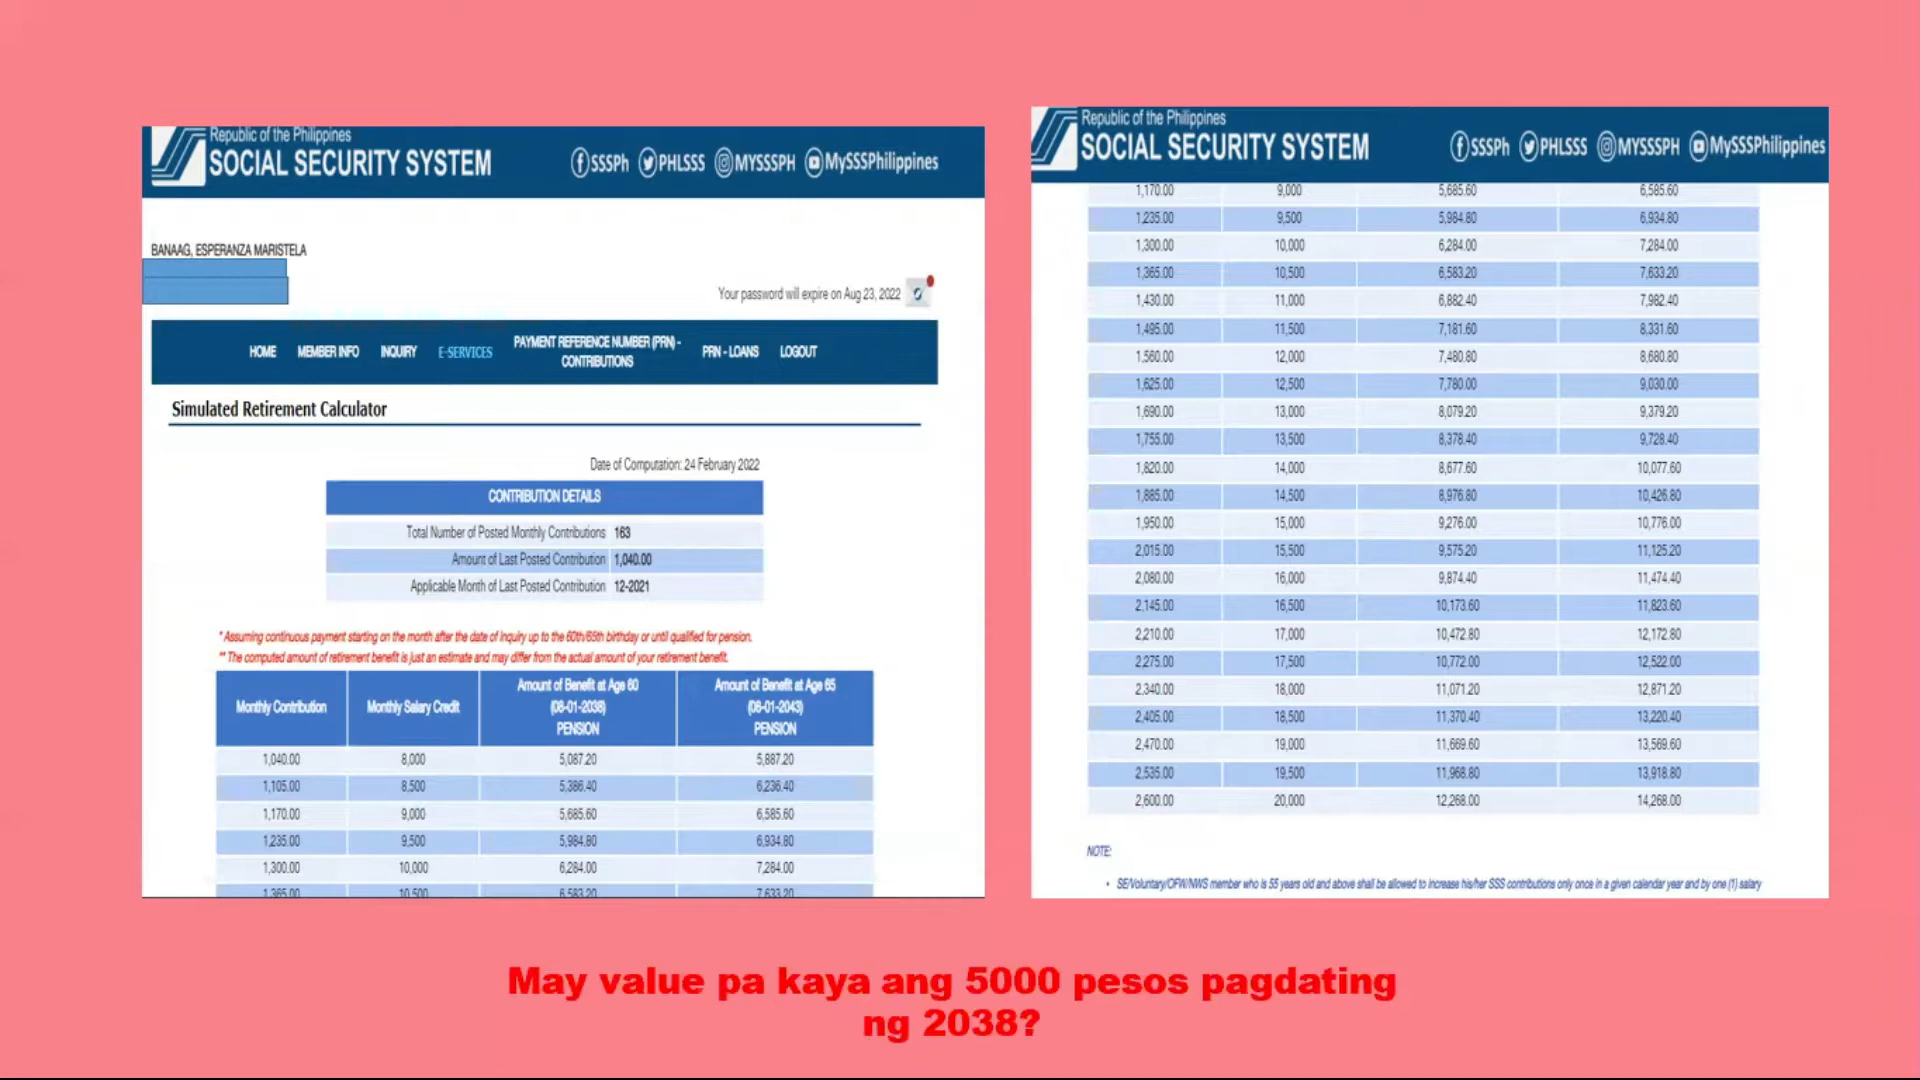 Republic of the Philippines
SOCIAL SECURITY SYSTEM
SSSPh PHLSSS MYSSSPH MySSSPhilippines
BANAAG, ESPERANZA MARISTELA
Your password will expire on Aug 23, 2022
HOME MEMBER INFO INQUIRY E-SERVICES PAYMENT REFERENCE NUMBER (PRN) - CONTRIBUTIONS PRN - LOANS LOGOUT
Simulated Retirement Calculator
Date of Computation: 24 February 2022
CONTRIBUTION DETAILS
Total Number of Posted Monthly Contributions 163
Amount of Last Posted Contribution 1,040.00
Applicable Month of Last Posted Contribution 12-2021
* Assuming continuous payment starting on the month after the date of inquiry up to the 60th/65th birthday or until qualified for pension.
** The computed amount of retirement benefit is just an estimate and may differ from the actual amount of your retirement benefit.
Monthly Contribution Monthly Salary Credit Amount of Benefit at Age 60 (08-01-2038) PENSION Amount of Benefit at Age 65 (08-01-2043) PENSION
1,040.00 8,000 5,087.20 5,887.20
1,105.00 8,500 5,386.40 6,236.40
1,170.00 9,000 5,685.60 6,585.60
1,235.00 9,500 5,984.80 6,934.80
1,300.00 10,000 6,284.00 7,284.00
1,365.00 10,500 6,583.20 7,633.20
Republic of the Philippines
SOCIAL SECURITY SYSTEM
SSSPh PHLSSS MYSSSPH MySSSPhilippines
1,170.00 9,000 5,685.60 6,585.60
1,235.00 9,500 5,984.80 6,934.80
1,300.00 10,000 6,284.00 7,284.00
1,365.00 10,500 6,583.20 7,633.20
1,430.00 11,000 6,882.40 7,982.40
1,495.00 11,500 7,181.60 8,331.60
1,560.00 12,000 7,480.80 8,680.80
1,625.00 12,500 7,780.00 9,030.00
1,690.00 13,000 8,079.20 9,379.20
1,755.00 13,500 8,378.40 9,728.40
1,820.00 14,000 8,677.60 10,077.60
1,885.00 14,500 8,976.80 10,426.80
1,950.00 15,000 9,276.00 10,776.00
2,015.00 15,500 9,575.20 11,125.20
2,080.00 16,000 9,874.40 11,474.40
2,145.00 16,500 10,173.60 11,823.60
2,210.00 17,000 10,472.80 12,172.80
2,275.00 17,500 10,772.00 12,522.00
2,340.00 18,000 11,071.20 12,871.20
2,405.00 18,500 11,370.40 13,220.40
2,470.00 19,000 11,669.60 13,569.60
2,535.00 19,500 11,968.80 13,918.80
2,600.00 20,000 12,268.00 14,268.00
NOTE:
• SE/Voluntary/OFW/NWS member who is 55 years old and above shall be allowed to increase his/her SSS contributions only once in a given calendar year and by one (1) salary
May value pa kaya ang 5000 pesos pagdating
ng 2038?